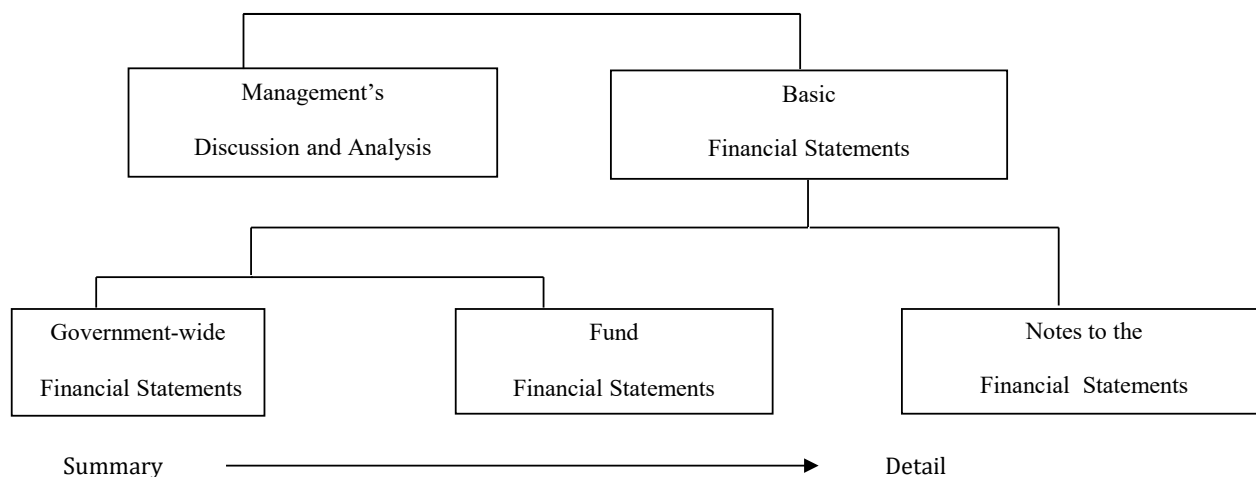 Management’s
Discussion and Analysis
Basic
Financial Statements
Government-wide
Financial Statements
Fund
Financial Statements
Notes to the
Financial Statements
Summary
Detail